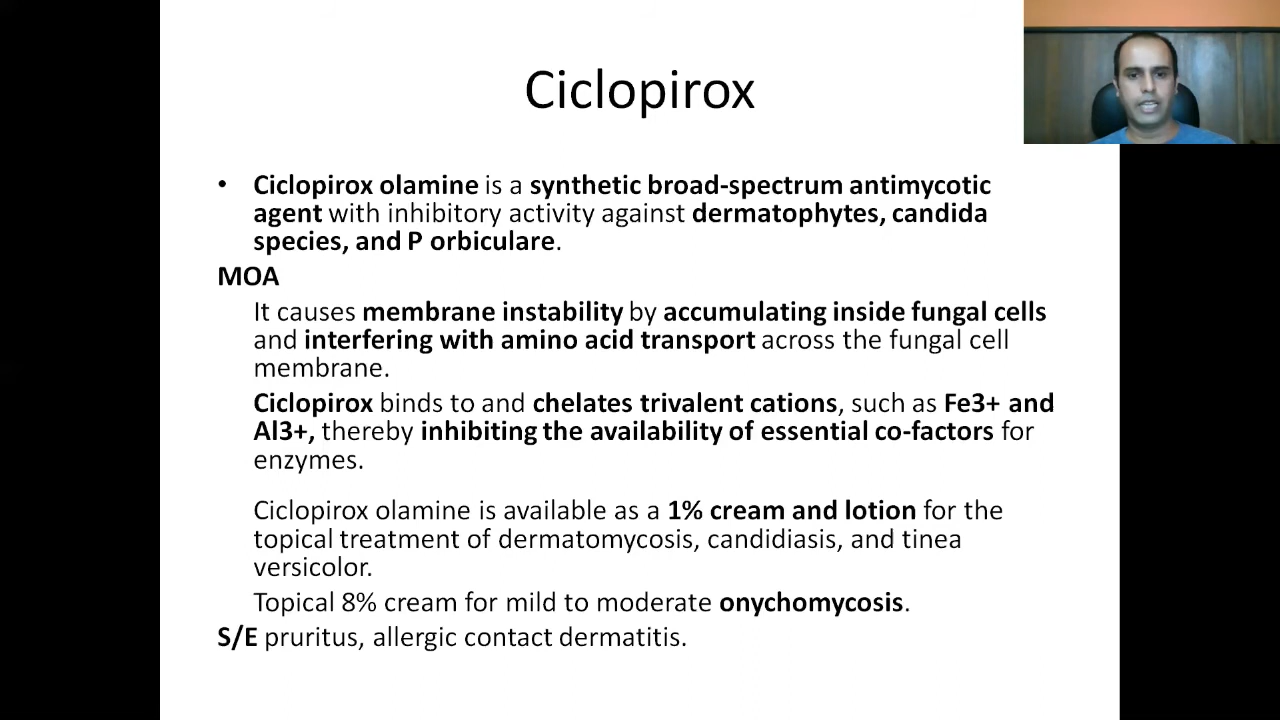 Ciclopirox
• Ciclopirox olamine is a synthetic broad-spectrum antimycotic
agent with inhibitory activity against dermatophytes, candida
species, and P orbiculare.
MOA
It causes membrane instability by accumulating inside fungal cells
and interfering with amino acid transport across the fungal cell
membrane.
Ciclopirox binds to and chelates trivalent cations, such as Fe3+ and
Al3+, thereby inhibiting the availability of essential co-factors for
enzymes.
Ciclopirox olamine is available as a 1% cream and lotion for the
topical treatment of dermatomycosis, candidiasis, and tinea
versicolor.
Topical 8% cream for mild to moderate onychomycosis.
S/E pruritus, allergic contact dermatitis.